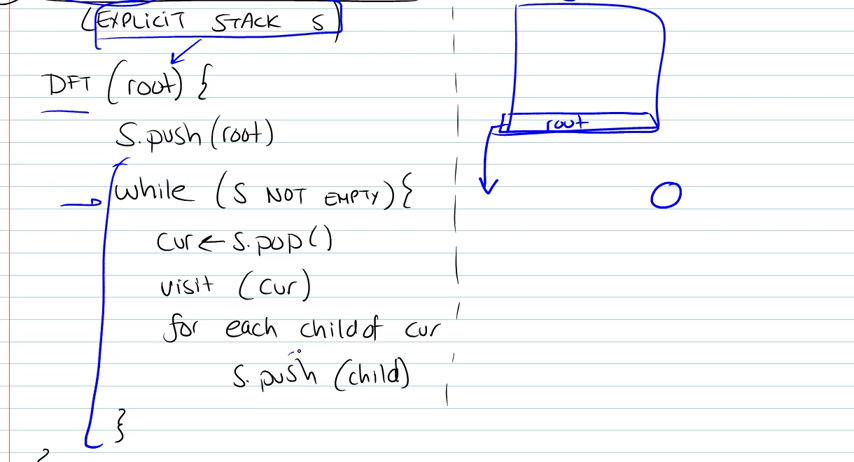 (EXPLICIT STACK S)
DFT (root) {
S.push(root)
while (S NOT EMPTY) {
cur ← S.pop()
visit (cur)
for each child of cur
S.push (child)
}
root